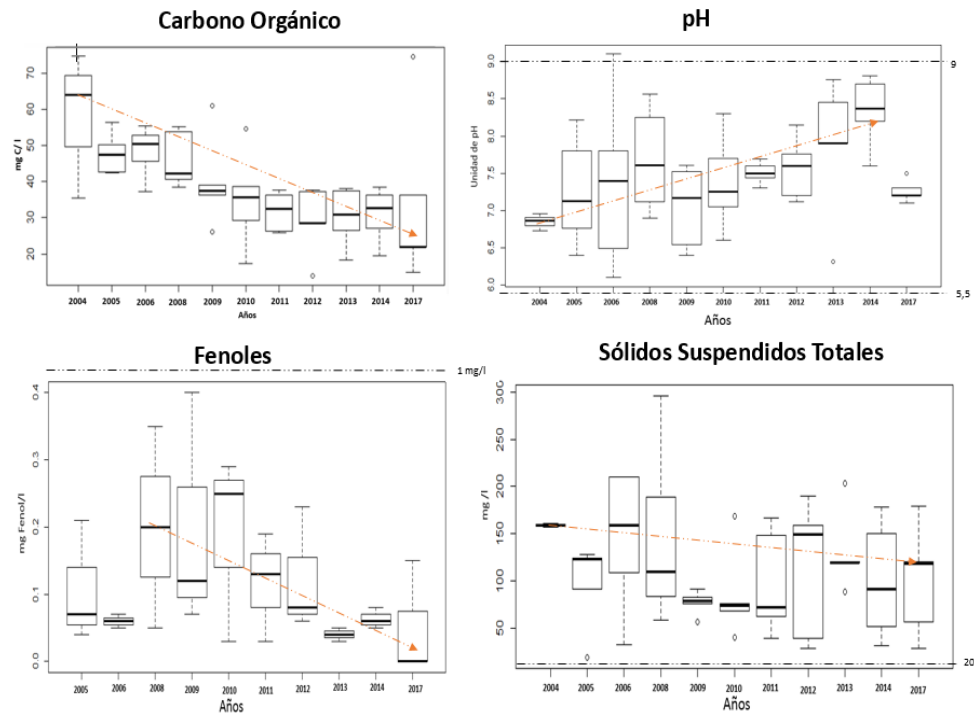 Carbono Orgánico
mg C/ l
70
60
50
40
30
20
2004 2005 2006 2008 2009 2010 2011 2012 2013 2014 2017
Años
pH
Unidad de pH
9.0
8.5
8.0
7.5
7.0
6.5
6.0
9
5,5
2004 2005 2006 2008 2009 2010 2011 2012 2013 2014 2017
Años
Fenoles
1 mg/l
mg Fenol/l
0.4
0.3
0.2
0.1
0.0
2005 2006 2008 2009 2010 2011 2012 2013 2014 2017
Años
Sólidos Suspendidos Totales
mg /l
300
250
200
150
100
50
20
2004 2005 2006 2008 2009 2010 2011 2012 2013 2014 2017
Años